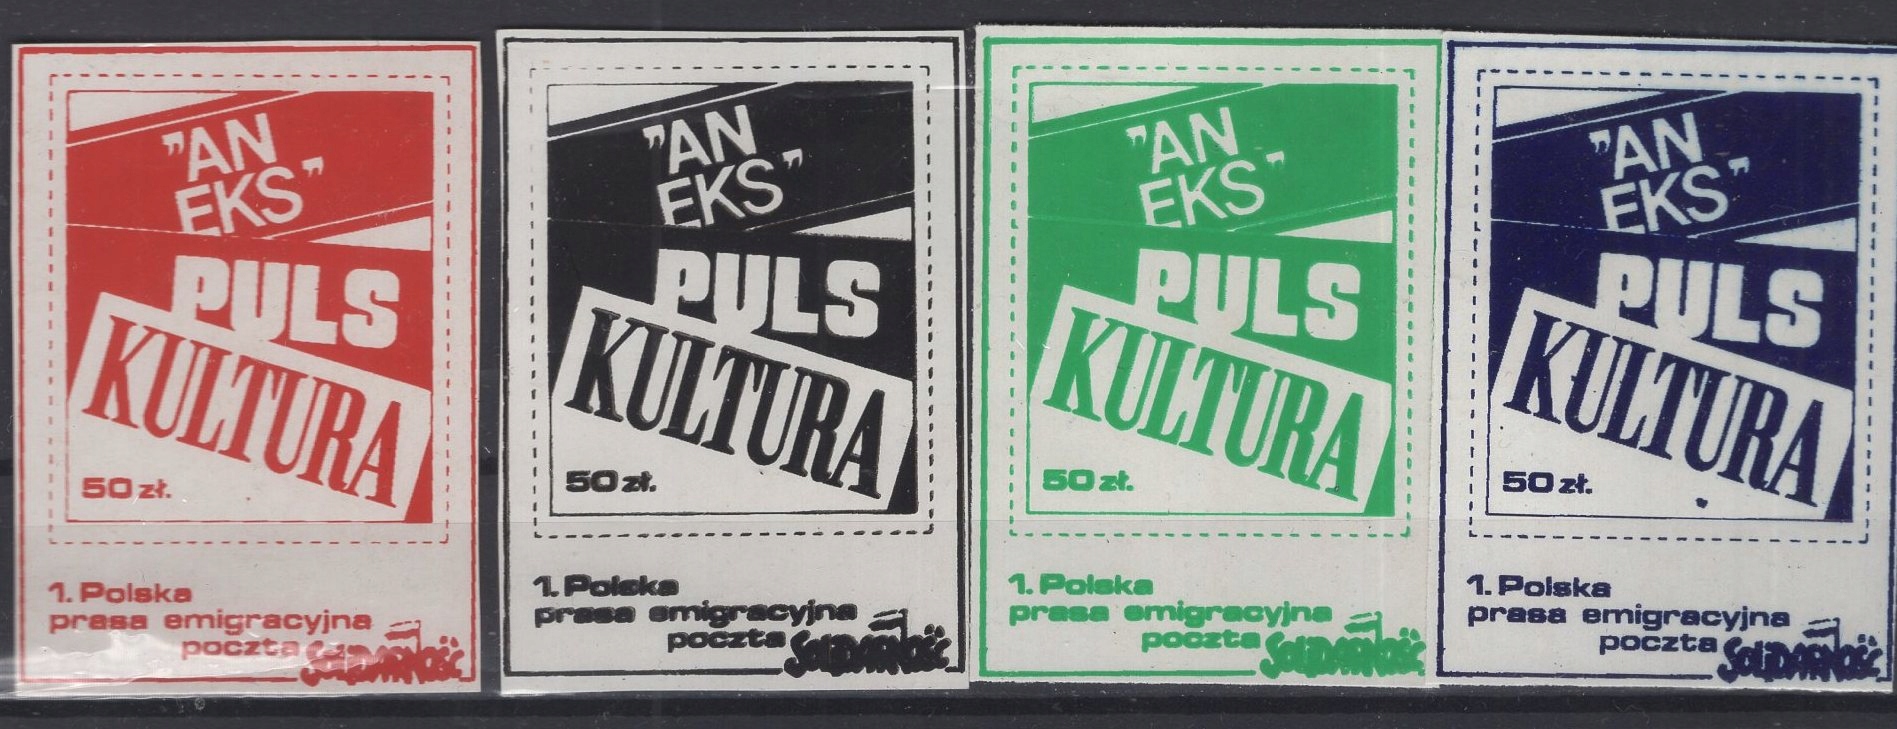 "AN
EKS"
PULS
KULTURA
50 zł.
1. Polska
prasa emigracyjna
poczta SOLIDARNOŚĆ
"AN
EKS"
PULS
KULTURA
50 zł.
1. Polska
prasa emigracyjna
poczta SOLIDARNOŚĆ
"AN
EKS"
PULS
KULTURA
50 zł.
1. Polska
prasa emigracyjna
poczta SOLIDARNOŚĆ
"AN
EKS"
PULS
KULTURA
50 zł.
1. Polska
prasa emigracyjna
poczta SOLIDARNOŚĆ